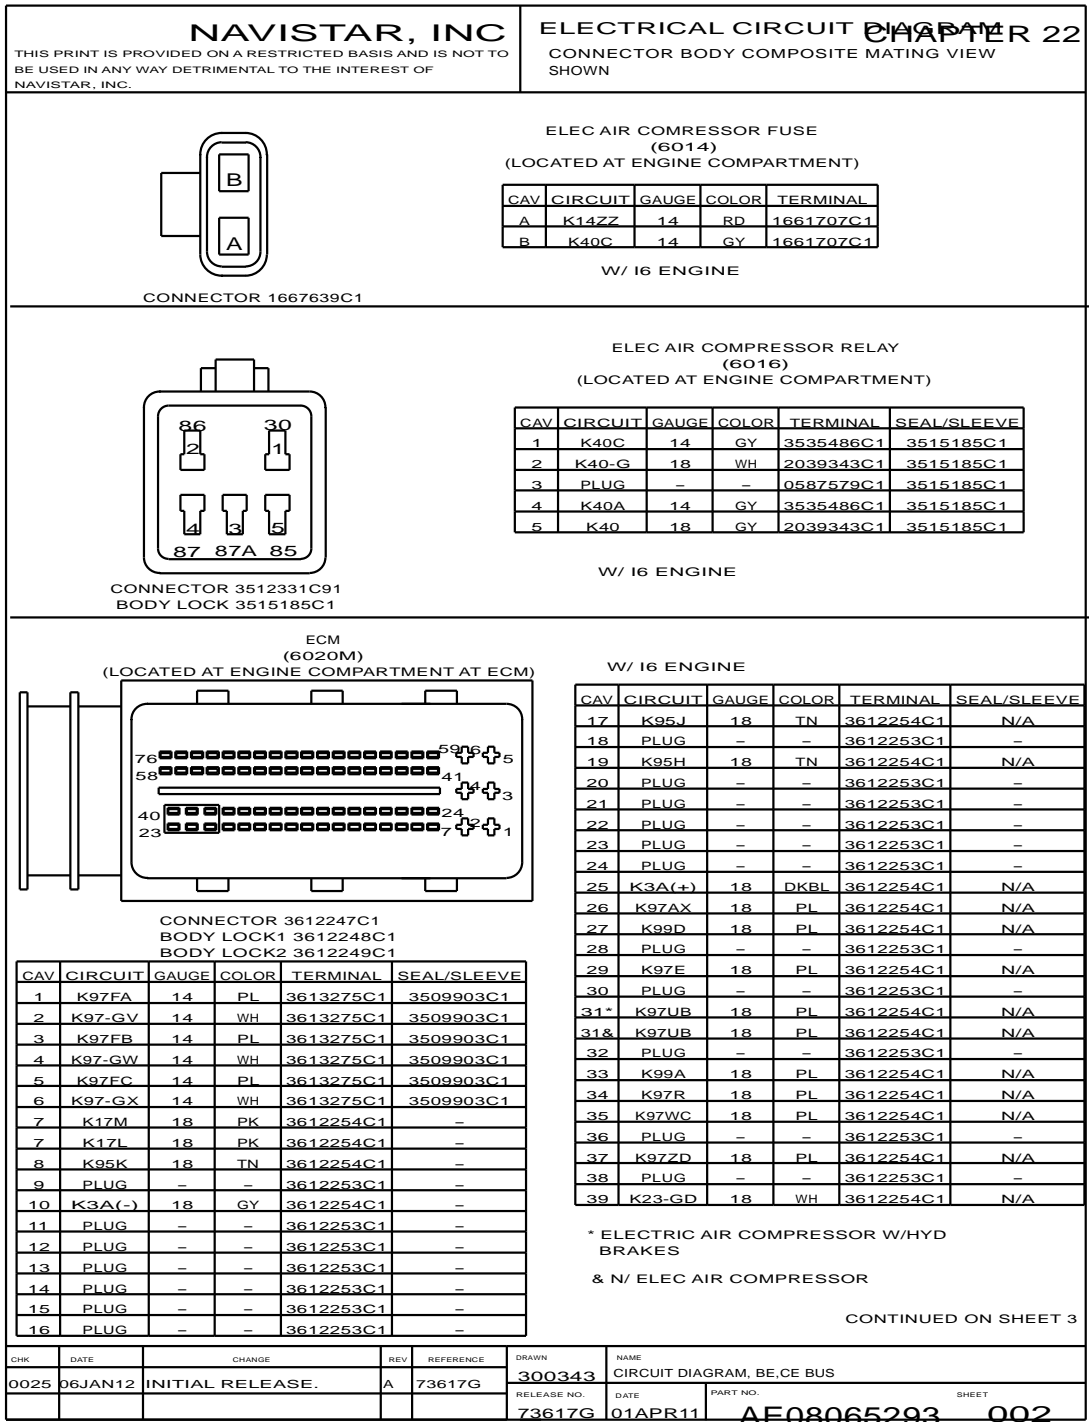 NAVISTAR, INC
THIS PRINT IS PROVIDED ON A RESTRICTED BASIS AND IS NOT TO
BE USED IN ANY WAY DETRIMENTAL TO THE INTEREST OF
NAVISTAR, INC.
ELECTRICAL CIRCUIT DIAGRAM
CHAPTER 22
CONNECTOR BODY COMPOSITE MATING VIEW
SHOWN
B
A
CONNECTOR 1667639C1
ELEC AIR COMRESSOR FUSE
(6014)
(LOCATED AT ENGINE COMPARTMENT)
CAV CIRCUIT GAUGE COLOR TERMINAL
A K14ZZ 14 RD 1661707C1
B K40C 14 GY 1661707C1
W/ I6 ENGINE
86 30
2 1
4 3 5
87 87A 85
CONNECTOR 3512331C91
BODY LOCK 3515185C1
ELEC AIR COMPRESSOR RELAY
(6016)
(LOCATED AT ENGINE COMPARTMENT)
CAV CIRCUIT GAUGE COLOR TERMINAL SEAL/SLEEVE
1 K40C 14 GY 3535486C1 3515185C1
2 K40-G 18 WH 2039343C1 3515185C1
3 PLUG – – 0587579C1 3515185C1
4 K40A 14 GY 3535486C1 3515185C1
5 K40 18 GY 2039343C1 3515185C1
W/ I6 ENGINE
ECM
(6020M)
(LOCATED AT ENGINE COMPARTMENT AT ECM)
76 59 6 5
58 41 4 3
40 24
23 7 2 1
CONNECTOR 3612247C1
BODY LOCK1 3612248C1
BODY LOCK2 3612249C1
CAV CIRCUIT GAUGE COLOR TERMINAL SEAL/SLEEVE
1 K97FA 14 PL 3613275C1 3509903C1
2 K97-GV 14 WH 3613275C1 3509903C1
3 K97FB 14 PL 3613275C1 3509903C1
4 K97-GW 14 WH 3613275C1 3509903C1
5 K97FC 14 PL 3613275C1 3509903C1
6 K97-GX 14 WH 3613275C1 3509903C1
7 K17M 18 PK 3612254C1 –
7 K17L 18 PK 3612254C1 –
8 K95K 18 TN 3612254C1 –
9 PLUG – – 3612253C1 –
10 K3A(-) 18 GY 3612254C1 –
11 PLUG – – 3612253C1 –
12 PLUG – – 3612253C1 –
13 PLUG – – 3612253C1 –
14 PLUG – – 3612253C1 –
15 PLUG – – 3612253C1 –
16 PLUG – – 3612253C1 –
W/ I6 ENGINE
CAV CIRCUIT GAUGE COLOR TERMINAL SEAL/SLEEVE
17 K95J 18 TN 3612254C1 N/A
18 PLUG – – 3612253C1 –
19 K95H 18 TN 3612254C1 N/A
20 PLUG – – 3612253C1 –
21 PLUG – – 3612253C1 –
22 PLUG – – 3612253C1 –
23 PLUG – – 3612253C1 –
24 PLUG – – 3612253C1 –
25 K3A(+) 18 DKBL 3612254C1 N/A
26 K97AX 18 PL 3612254C1 N/A
27 K99D 18 PL 3612254C1 N/A
28 PLUG – – 3612253C1 –
29 K97E 18 PL 3612254C1 N/A
30 PLUG – – 3612253C1 –
31* K97UB 18 PL 3612254C1 N/A
31& K97UB 18 PL 3612254C1 N/A
32 PLUG – – 3612253C1 –
33 K99A 18 PL 3612254C1 N/A
34 K97R 18 PL 3612254C1 N/A
35 K97WC 18 PL 3612254C1 N/A
36 PLUG – – 3612253C1 –
37 K97ZD 18 PL 3612254C1 N/A
38 PLUG – – 3612253C1 –
39 K23-GD 18 WH 3612254C1 N/A
* ELECTRIC AIR COMPRESSOR W/HYD
BRAKES
& N/ ELEC AIR COMPRESSOR
CONTINUED ON SHEET 3
CHK DATE CHANGE REV REFERENCE
0025 06JAN12 INITIAL RELEASE. A 73617G
DRAWN
300343
NAME
CIRCUIT DIAGRAM, BE,CE BUS
RELEASE NO.
73617G
DATE
01APR11
PART NO.
AF08065293
SHEET
002